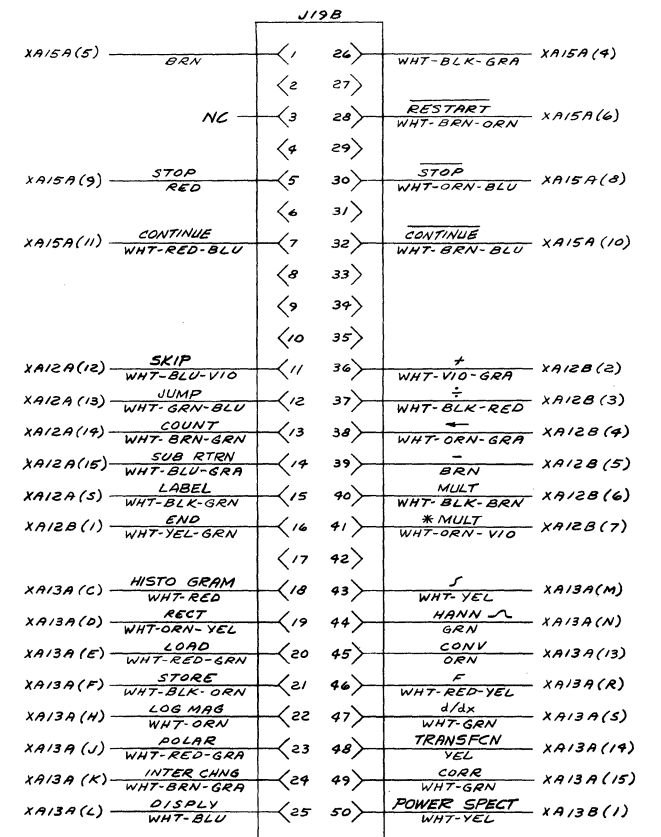 J19B
XA15A(5) BRN 1 26 WHT-BLK-GRA XA15A(4)
2 27
NC 3 28 RESTART WHT-BRN-ORN XA15A(6)
4 29
XA15A(9) STOP RED 5 30 STOP WHT-ORN-BLU XA15A(8)
6 31
XA15A(11) CONTINUE WHT-RED-BLU 7 32 CONTINUE WHT-BRN-BLU XA15A(10)
8 33
9 34
10 35
XA12A(12) SKIP WHT-BLU-VIO 11 36 + WHT-VIO-GRA XA12B(2)
XA12A(13) JUMP WHT-GRN-BLU 12 37 ÷ WHT-BLK-RED XA12B(3)
XA12A(14) COUNT WHT-BRN-GRN 13 38 ← WHT-ORN-GRA XA12B(4)
XA12A(15) SUB RTRN WHT-BLU-GRA 14 39 - BRN XA12B(5)
XA12A(S) LABEL WHT-BLK-GRN 15 40 MULT WHT-BLK-BRN XA12B(6)
XA12B(1) END WHT-YEL-GRN 16 41 * MULT WHT-ORN-VIO XA12B(7)
17 42
XA13A(C) HISTO GRAM WHT-RED 18 43 ∫ WHT-YEL XA13A(M)
XA13A(D) RECT WHT-ORN-YEL 19 44 HANN GRN XA13A(N)
XA13A(E) LOAD WHT-RED-GRN 20 45 CONV ORN XA13A(13)
XA13A(F) STORE WHT-BLK-ORN 21 46 F WHT-RED-YEL XA13A(R)
XA13A(H) LOG MAG WHT-ORN 22 47 d/dx WHT-GRN XA13A(S)
XA13A(J) POLAR WHT-RED-GRA 23 48 TRANSFCN YEL XA13A(14)
XA13A(K) INTER CHNG WHT-BRN-GRA 24 49 CORR WHT-GRN XA13A(15)
XA13A(L) DISPLY WHT-BLU 25 50 POWER SPECT WHT-YEL XA13B(1)